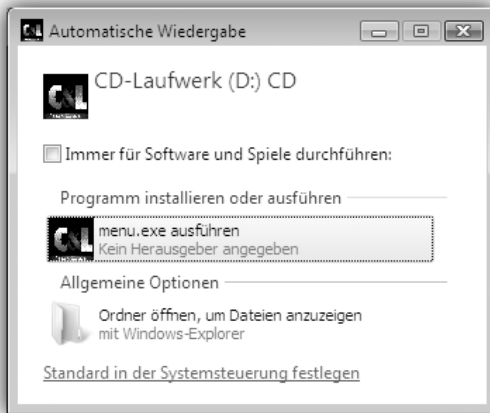 Automatische Wiedergabe
CD-Laufwerk (D:) CD
Immer für Software und Spiele durchführen:
Programm installieren oder ausführen
menu.exe ausführen
Kein Herausgeber angegeben
Allgemeine Optionen
Ordner öffnen, um Dateien anzuzeigen
mit Windows-Explorer
Standard in der Systemsteuerung festlegen